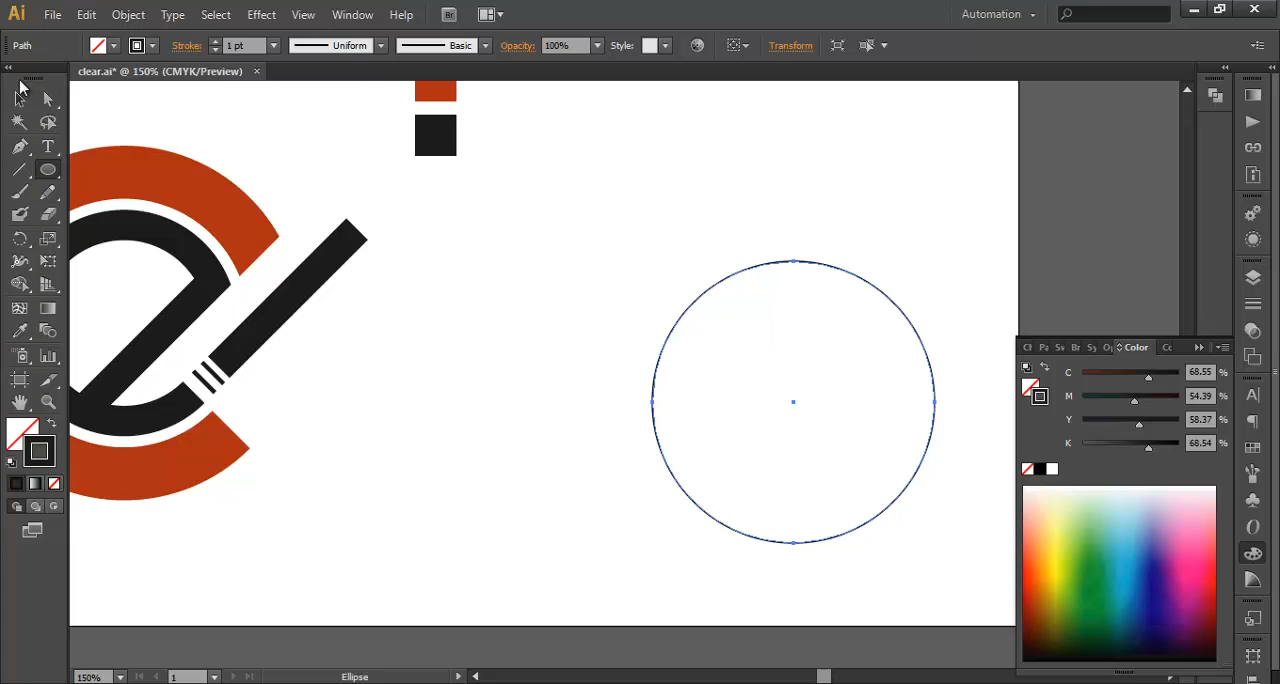 Ai File Edit Object Type Select Effect View Window Help Br Automation
Path Stroke: 1 pt Uniform Basic Opacity: 100% Style: Transform
clear.ai* @ 150% (CMYK/Preview) ×
T
Color
C 68.55 %
M 54.39 %
Y 58.37 %
K 68.54 %
150% 1 Ellipse